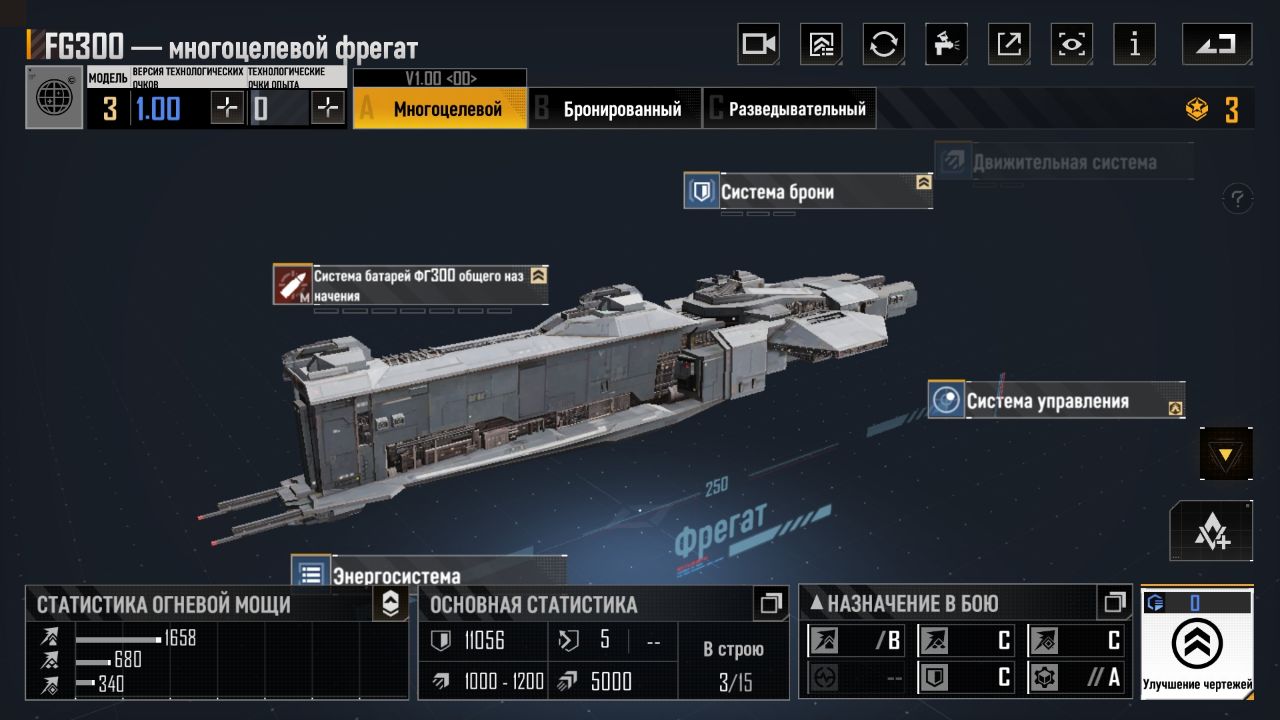 FG300 — многоцелевой фрегат
МОДЕЛЬ
3
ВЕРСИЯ ТЕХНОЛОГИЧЕСКИХ
ОЧКОВ
1.00
ТЕХНОЛОГИЧЕСКИЕ
ОЧКИ ОПЫТА
0
V1.00 <00>
A Многоцелевой
B Бронированный
C Разведывательный
3
Движительная система
Система брони
?
Система батарей ФГ300 общего наз
начения
M
Система управления
250
Фрегат
Энергосистема
СТАТИСТИКА ОГНЕВОЙ МОЩИ
1658
680
340
ОСНОВНАЯ СТАТИСТИКА
11056
5 --
1000 - 1200
5000
В строю
3/15
НАЗНАЧЕНИЕ В БОЮ
/B
C
C
--
C
// A
0
Улучшение чертежей